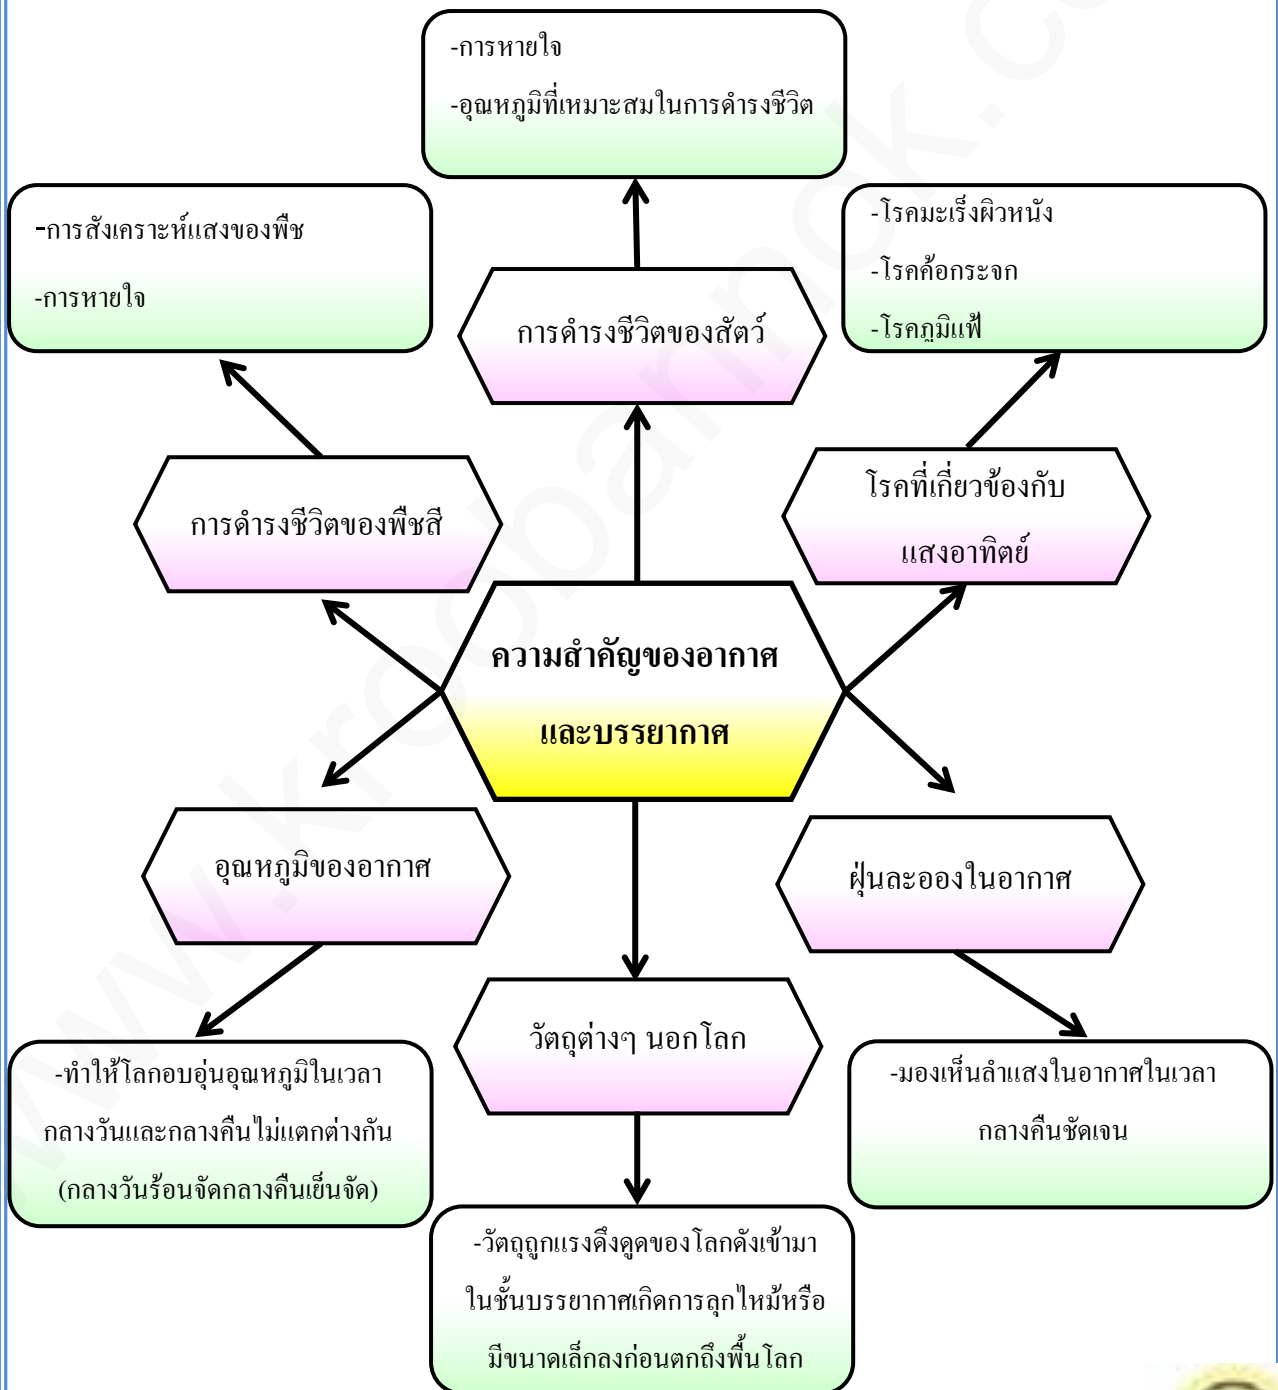 -การหายใจ
-อุณหภูมิที่เหมาะสมในการดำรงชีวิต
-การสังเคราะห์แสงของพืช
-การหายใจ
-โรคมะเร็งผิวหนัง
-โรคค้อกระจก
-โรคภูมิแฟ้
การดำรงชีวิตของสัตว์
การดำรงชีวิตของพืชสี
โรคที่เกี่ยวข้องกับ
แสงอาทิตย์
ความสำคัญของอากาศ
และบรรยากาศ
อุณหภูมิของอากาศ
ฝุ่นละอองในอากาศ
วัตถุต่างๆ นอกโลก
-ทำให้โลกอบอุ่นอุณหภูมิในเวลา
กลางวันและกลางคืนไม่แตกต่างกัน
(กลางวันร้อนจัดกลางคืนเย็นจัด)
-มองเห็นลำแสงในอากาศในเวลา
กลางคืนชัดเจน
-วัตถุถูกแรงดึงดูดของโลกดังเข้ามา
ในชั้นบรรยากาศเกิดการลุกไหม้หรือ
มีขนาดเล็กลงก่อนตกถึงพื้นโลก